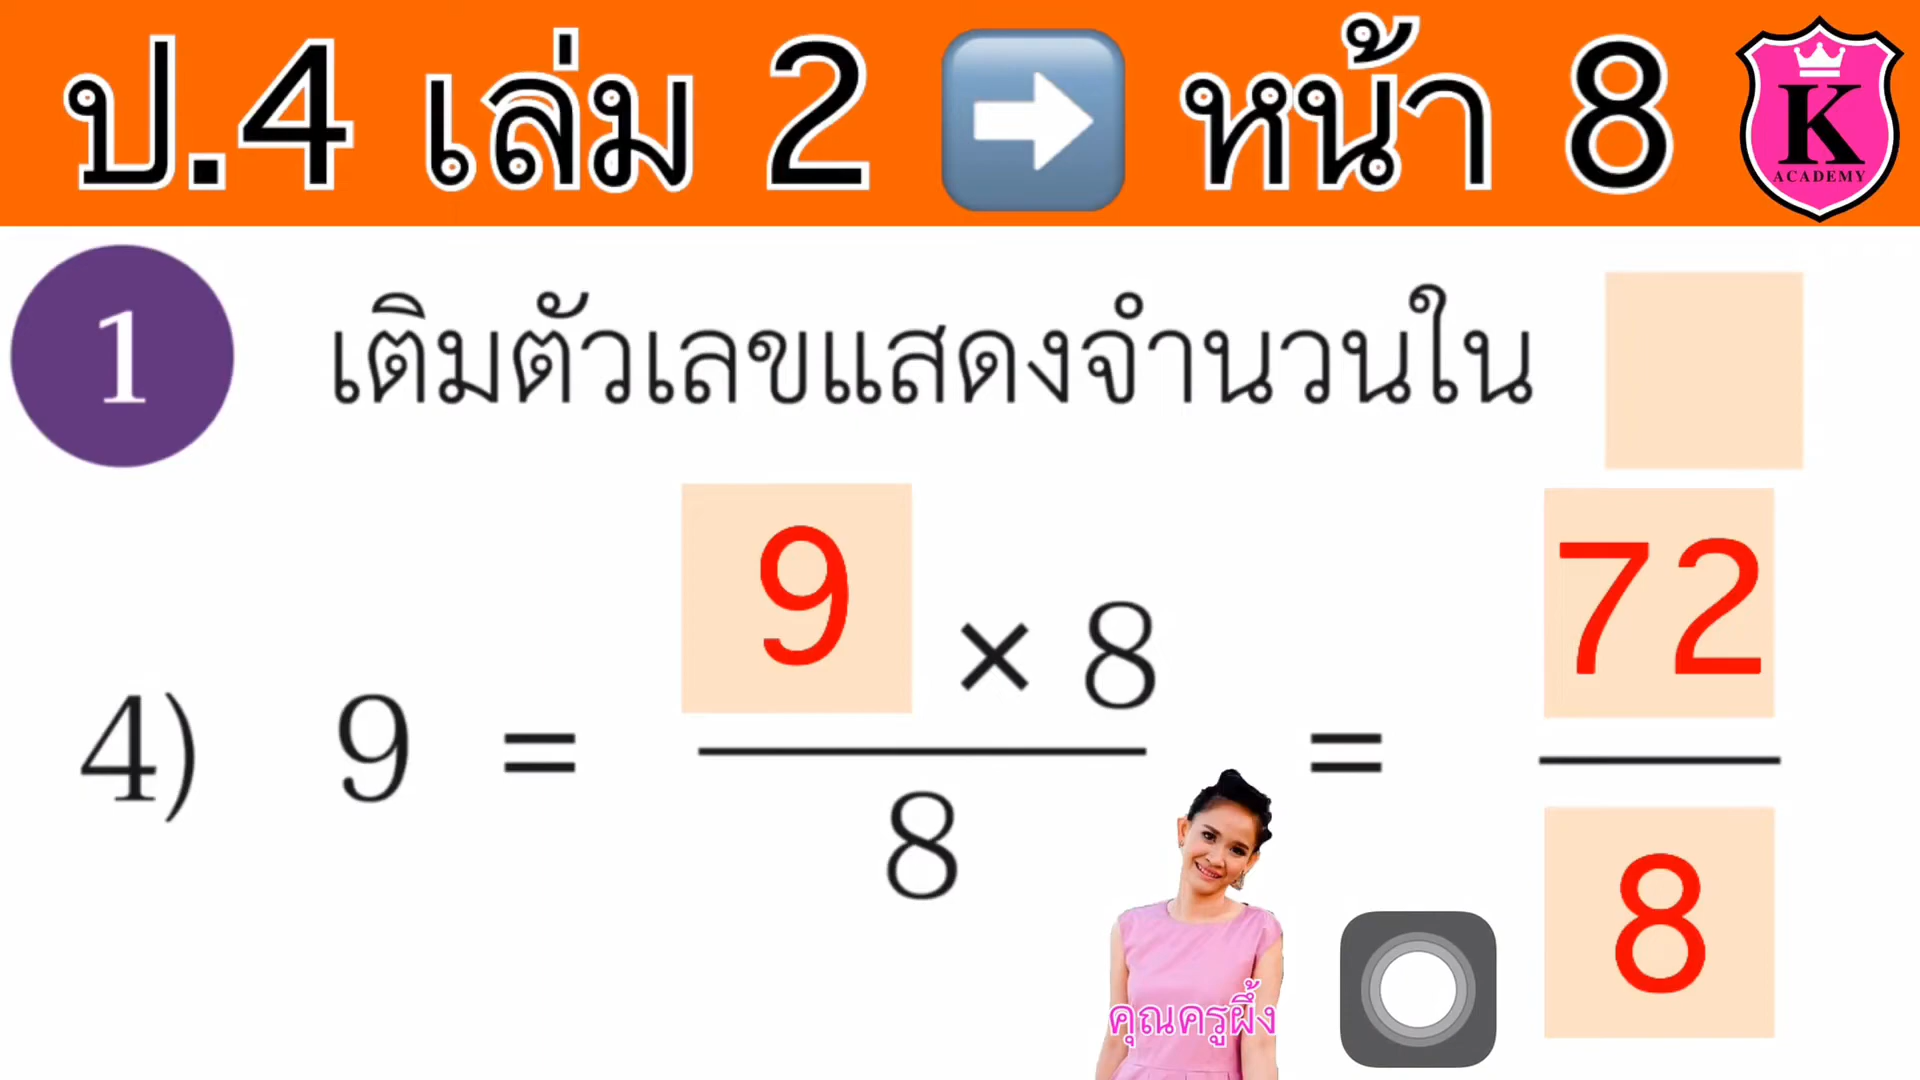 ป.4 เล่ม 2 ➡ หน้า 8
K ACADEMY
1 เติมตัวเลขแสดงจำนวนใน
4) 9 = 9 × 8 / 8 = 72 / 8
คุณครูผึ้ง